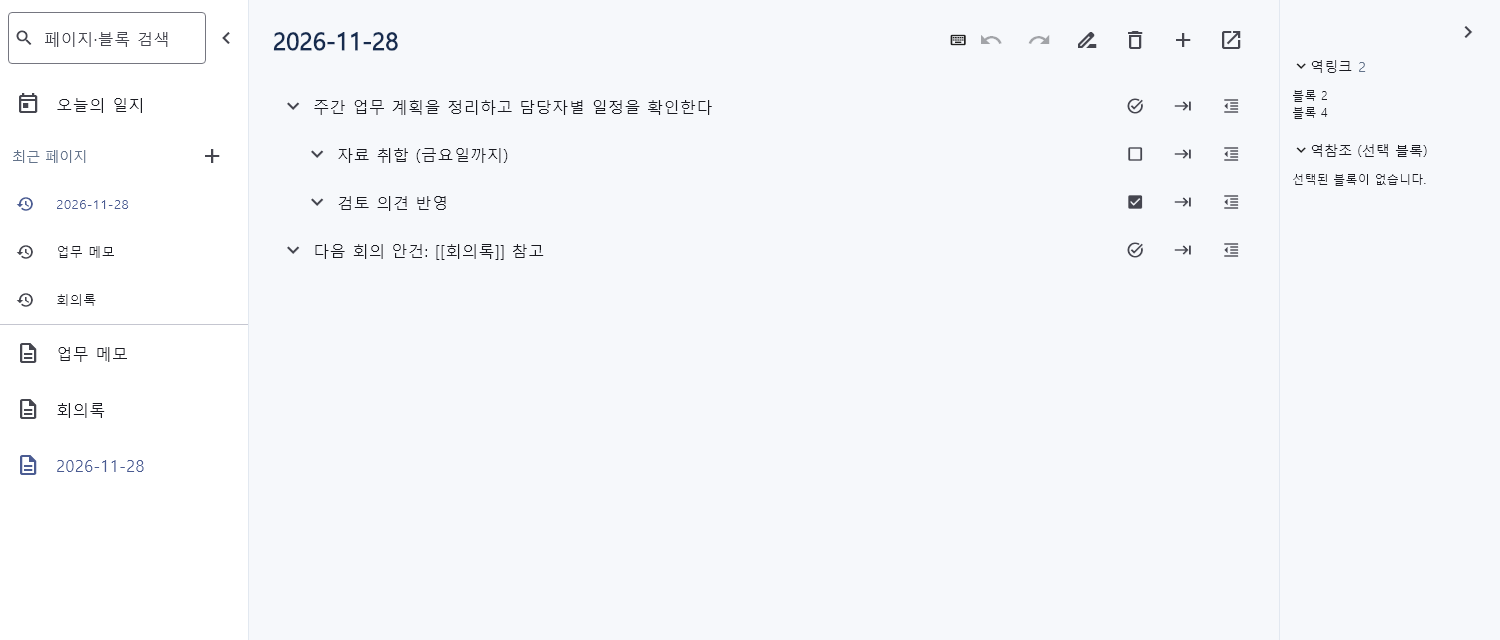 페이지·블록 검색
오늘의 일지
최근 페이지
2026-11-28
업무 메모
회의록
업무 메모
회의록
2026-11-28
2026-11-28
주간 업무 계획을 정리하고 담당자별 일정을 확인한다
자료 취합 (금요일까지)
검토 의견 반영
다음 회의 안건: [[회의록]] 참고
역링크 2
블록 2
블록 4
역참조 (선택 블록)
선택된 블록이 없습니다.